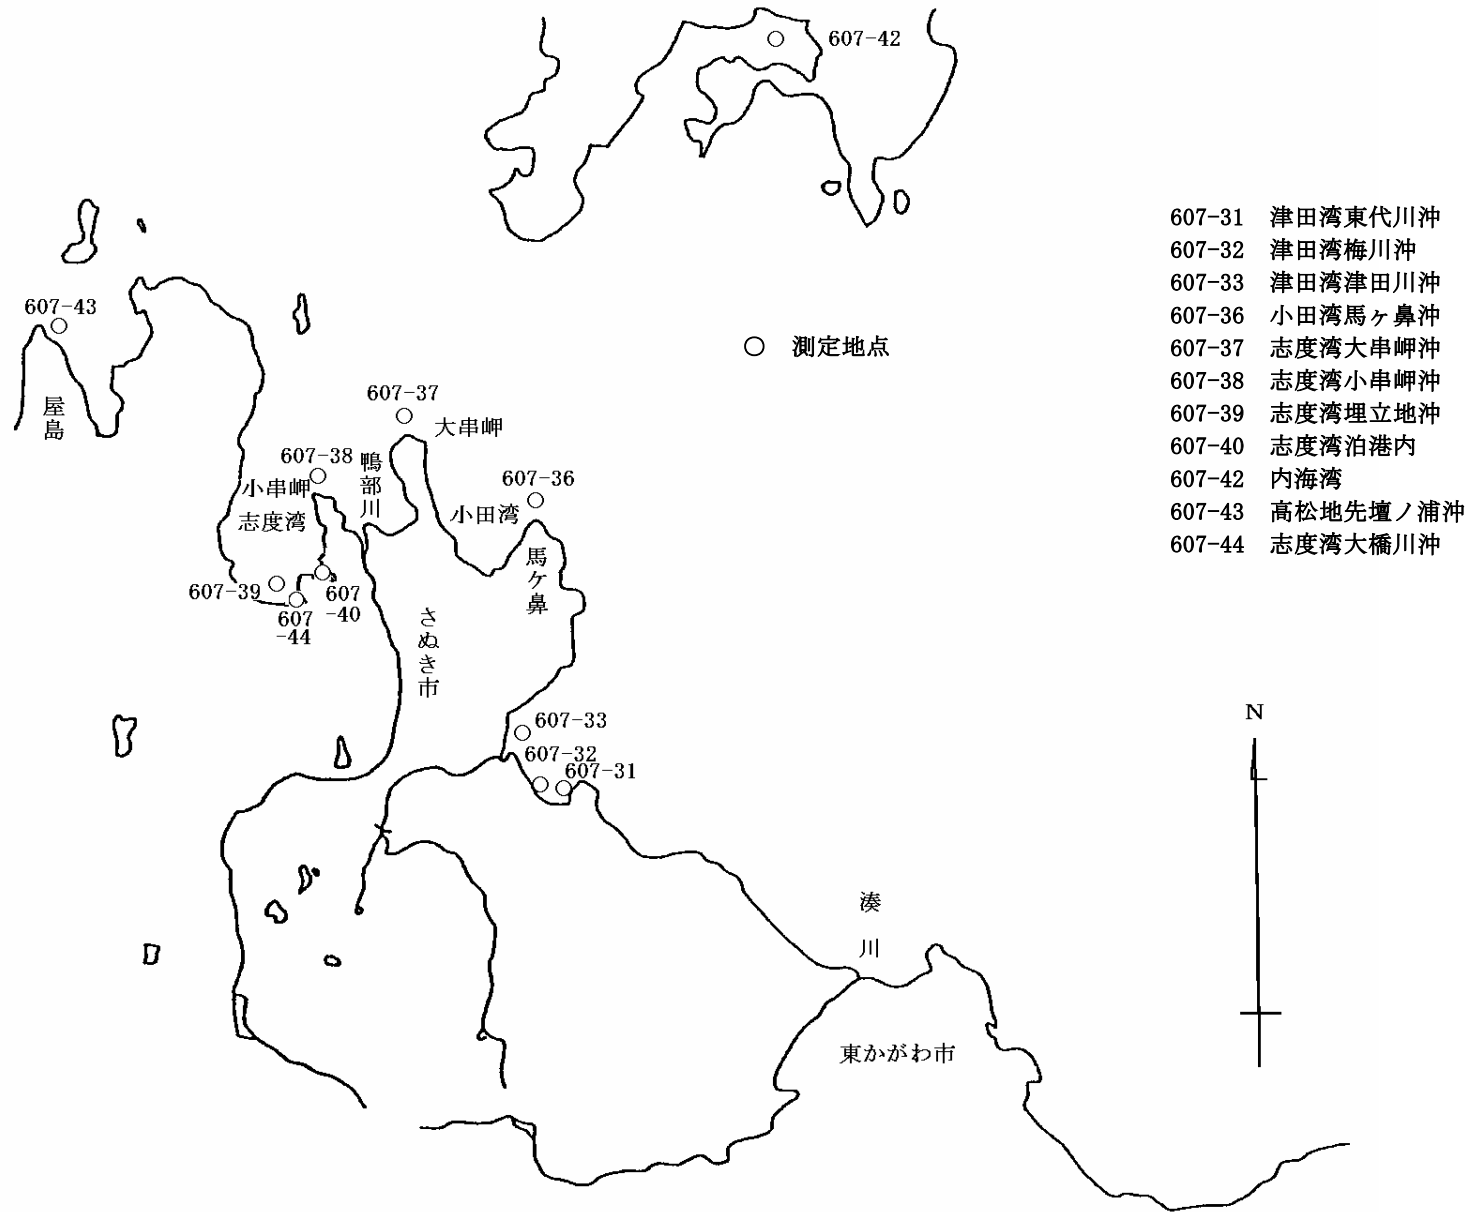 607-42
607-31 津田湾東代川沖
607-32 津田湾梅川沖
607-33 津田湾津田川沖
607-36 小田湾馬ヶ鼻沖
607-37 志度湾大串岬沖
607-38 志度湾小串岬沖
607-39 志度湾埋立地沖
607-40 志度湾泊港内
607-42 内海湾
607-43 高松地先壇ノ浦沖
607-44 志度湾大橋川沖
607-43
○ 測定地点
屋島
607-37
大串岬
607-38
鴨部川
小串岬
607-36
志度湾
小田湾
馬ケ鼻
607-39
607
-40
607
-44
さぬき市
607-33
607-32
607-31
N
湊川
東かがわ市